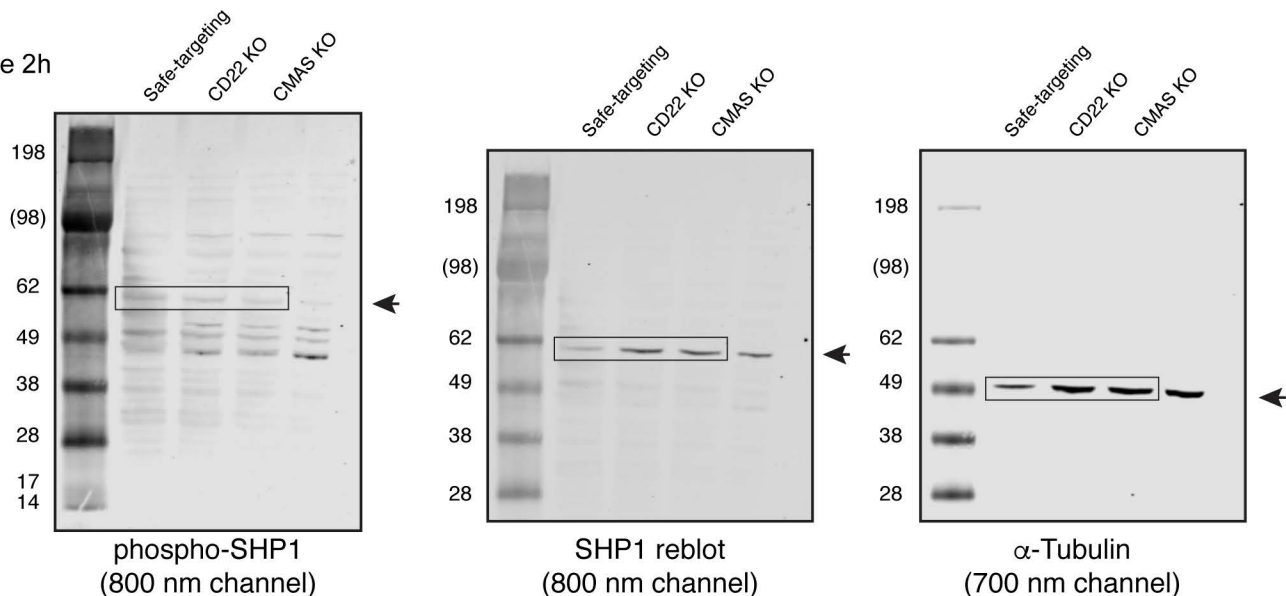 e 2h
Safe-targeting
CD22 KO
CMAS KO
198
(98)
62
49
38
28
17
14
phospho-SHP1
(800 nm channel)
Safe-targeting
CD22 KO
CMAS KO
198
(98)
62
49
38
28
SHP1 reblot
(800 nm channel)
Safe-targeting
CD22 KO
CMAS KO
198
(98)
62
49
38
28
α-Tubulin
(700 nm channel)